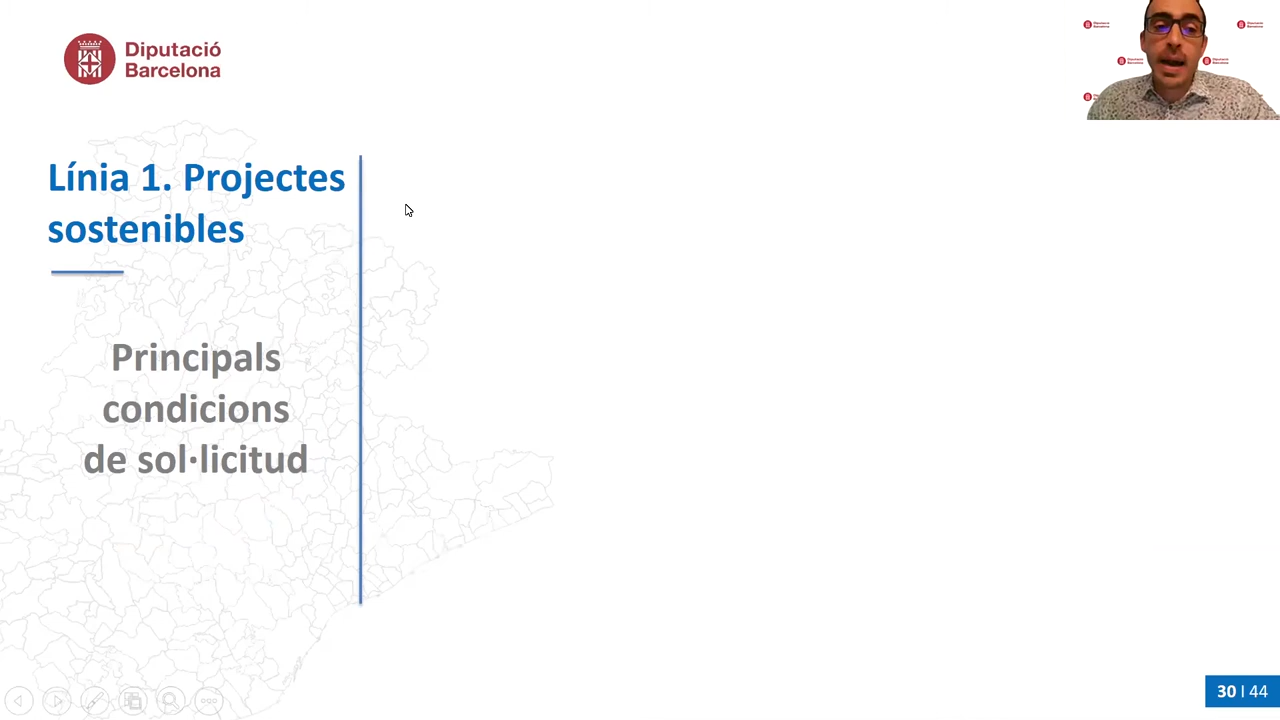 Diputació
Barcelona
Línia 1. Projectes
sostenibles
Principals
condicions
de sol·licitud
30 | 44